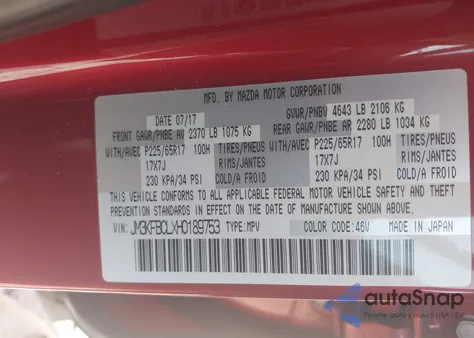 MFD. BY MAZDA MOTOR CORPORATION
DATE 07/17 GVWR/PNBV 4643 LB 2106 KG
FRONT GAWR/PNBE AV 2370 LB 1075 KG REAR GAWR/PNBE AR 2280 LB 1034 KG
WITH/AVEC P225/65R17 100H TIRES/PNEUS WITH/AVEC P225/65R17 100H TIRES/PNEUS
17X7J RIMS/JANTES 17X7J RIMS/JANTES
230 KPA/34 PSI COLD/A FROID 230 KPA/34 PSI COLD/A FROID
THIS VEHICLE CONFORMS TO ALL APPLICABLE FEDERAL MOTOR VEHICLE SAFETY, BUMPER, AND THEFT
PREVENTION STANDARDS IN EFFECT ON THE DATE OF MANUFACTURE SHOWN ABOVE.
VIN: JM3KFBCLXH0189753 TYPE: MPV COLOR CODE: 46V MADE IN JAPAN
autoSnap